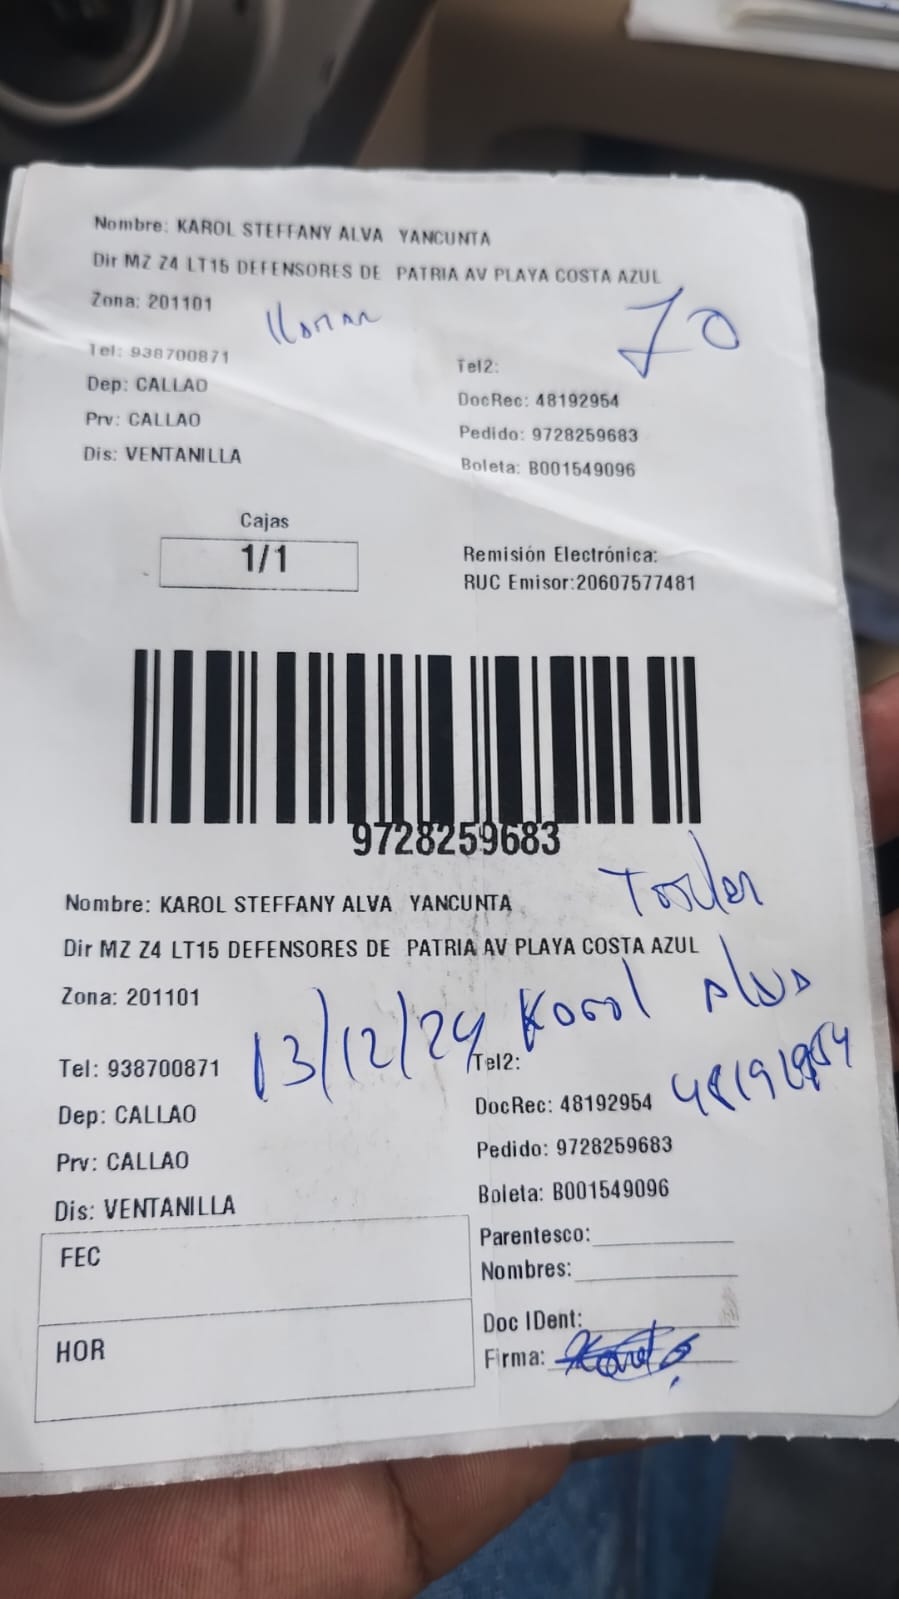 Nombre: KAROL STEFFANY ALVA YANCUNTA
Dir MZ Z4 LT15 DEFENSORES DE PATRIA AV PLAYA COSTA AZUL
Zona: 201101
70
Tel: 938700871
Tel2:
Dep: CALLAO
DocRec: 48192954
Prv: CALLAO
Pedido: 9728259683
Dis: VENTANILLA
Boleta: B001549096
Cajas
1/1
Remisión Electrónica:
RUC Emisor:20607577481
9728259683
Nombre: KAROL STEFFANY ALVA YANCUNTA
Dir MZ Z4 LT15 DEFENSORES DE PATRIA AV PLAYA COSTA AZUL
Zona: 201101
13/12/24 Karol Alva
Tel: 938700871
Tel2:
48192954
Dep: CALLAO
DocRec: 48192954
Prv: CALLAO
Pedido: 9728259683
Dis: VENTANILLA
Boleta: B001549096
FEC
Parentesco:
Nombres:
HOR
Doc IDent:
Firma: Karol